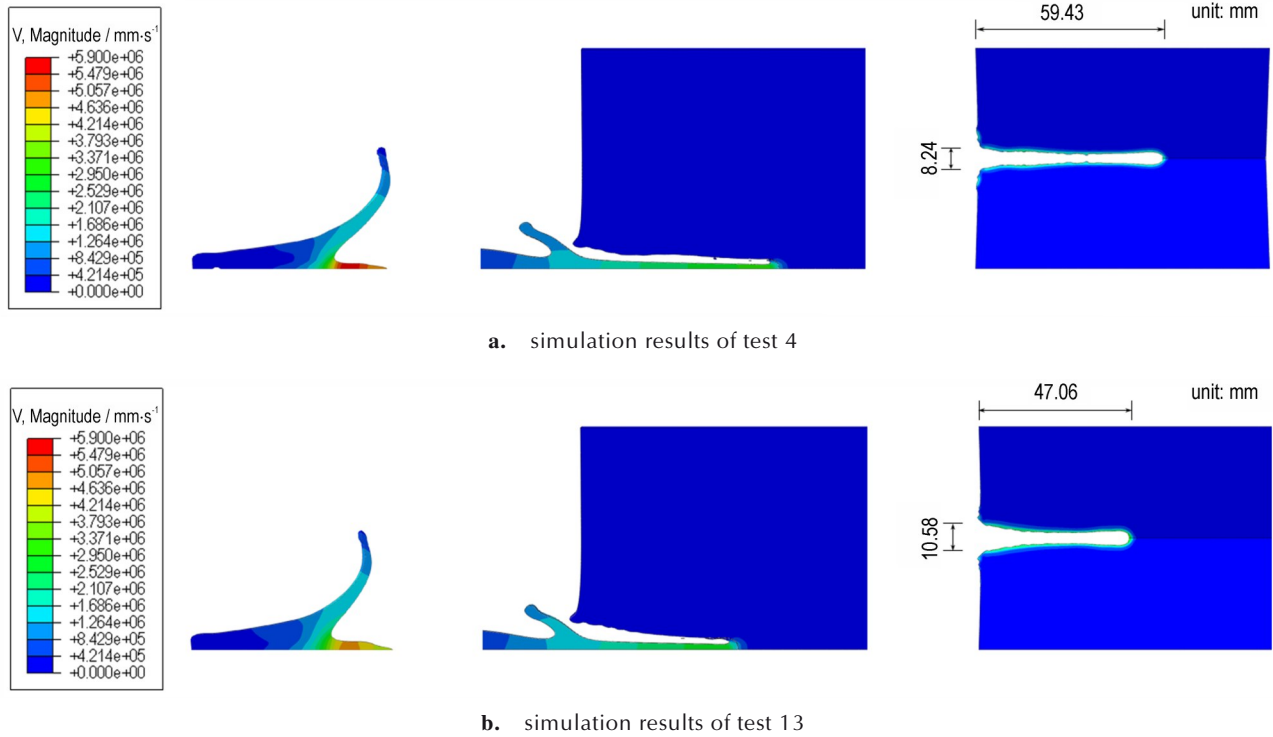 V, Magnitude / mm·s⁻¹
+5.900e+06
+5.479e+06
+5.057e+06
+4.636e+06
+4.214e+06
+3.793e+06
+3.371e+06
+2.950e+06
+2.529e+06
+2.107e+06
+1.686e+06
+1.264e+06
+8.429e+05
+4.214e+05
+0.000e+00
59.43
unit: mm
8.24
a. simulation results of test 4
V, Magnitude / mm·s⁻¹
+5.900e+06
+5.479e+06
+5.057e+06
+4.636e+06
+4.214e+06
+3.793e+06
+3.371e+06
+2.950e+06
+2.529e+06
+2.107e+06
+1.686e+06
+1.264e+06
+8.429e+05
+4.214e+05
+0.000e+00
47.06
unit: mm
10.58
b. simulation results of test 13